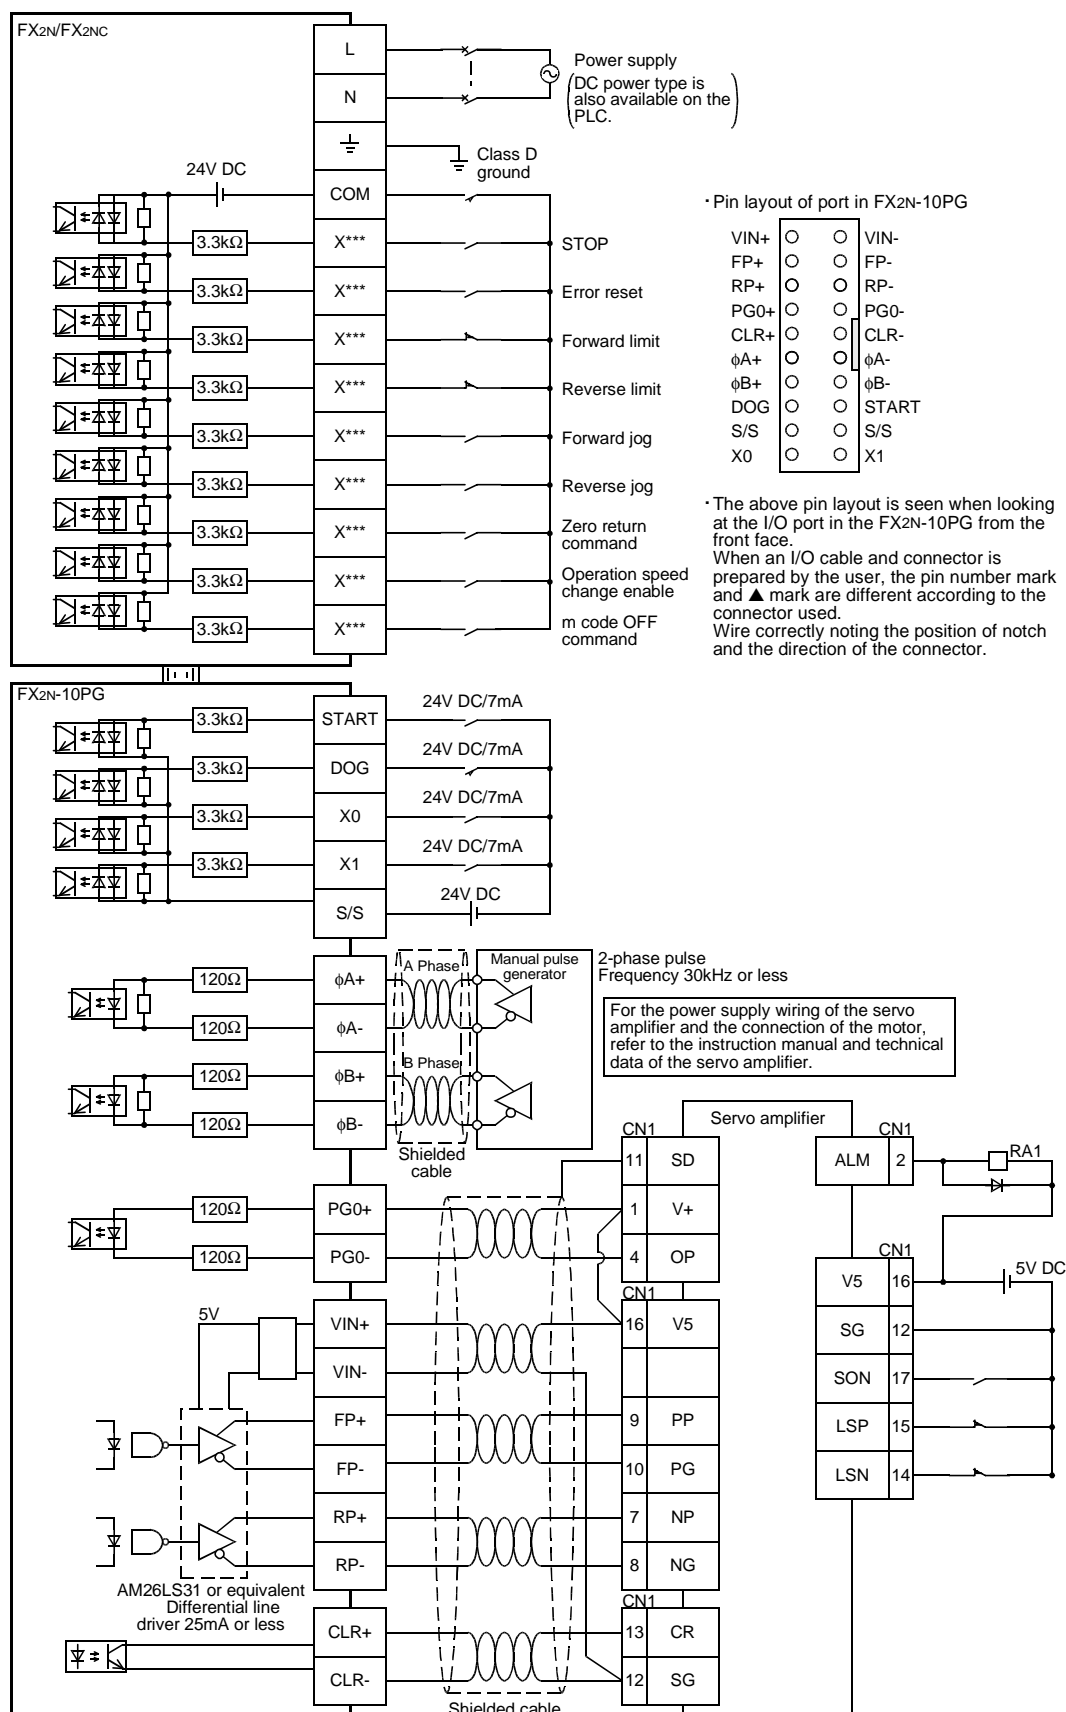 FX2N/FX2NC
L
N
Power supply
DC power type is
also available on the
PLC.
Class D
ground
24V DC
COM
3.3kΩ X*** STOP
3.3kΩ X*** Error reset
3.3kΩ X*** Forward limit
3.3kΩ X*** Reverse limit
3.3kΩ X*** Forward jog
3.3kΩ X*** Reverse jog
3.3kΩ X*** Zero return
command
3.3kΩ X*** Operation speed
change enable
3.3kΩ X*** m code OFF
command
・Pin layout of port in FX2N-10PG
VIN+ VIN-
FP+ FP-
RP+ RP-
PG0+ PG0-
CLR+ CLR-
ϕA+ ϕA-
ϕB+ ϕB-
DOG START
S/S S/S
X0 X1
・The above pin layout is seen when looking
at the I/O port in the FX2N-10PG from the
front face.
When an I/O cable and connector is
prepared by the user, the pin number mark
and ▲ mark are different according to the
connector used.
Wire correctly noting the position of notch
and the direction of the connector.
FX2N-10PG
3.3kΩ START 24V DC/7mA
3.3kΩ DOG 24V DC/7mA
3.3kΩ X0 24V DC/7mA
3.3kΩ X1 24V DC/7mA
S/S 24V DC
120Ω ϕA+ A Phase
120Ω ϕA-
120Ω ϕB+ B Phase
120Ω ϕB-
Manual pulse
generator
2-phase pulse
Frequency 30kHz or less
Shielded
cable
For the power supply wiring of the servo
amplifier and the connection of the motor,
refer to the instruction manual and technical
data of the servo amplifier.
Servo amplifier
CN1
11 SD
120Ω PG0+ 1 V+
120Ω PG0- 4 OP
CN1
5V VIN+ 16 V5
VIN-
FP+ 9 PP
FP- 10 PG
RP+ 7 NP
RP- 8 NG
AM26LS31 or equivalent
Differential line
driver 25mA or less
CN1
CLR+ 13 CR
CLR- 12 SG
Shielded cable
CN1
ALM 2 RA1
CN1
V5 16 5V DC
SG 12
SON 17
LSP 15
LSN 14